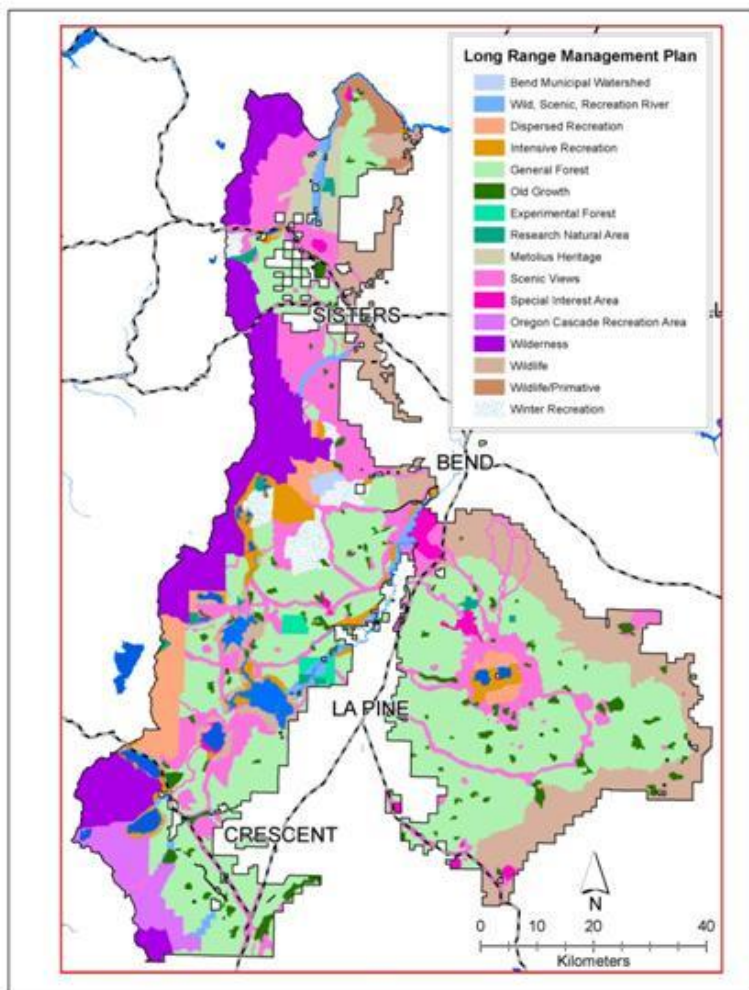 Long Range Management Plan
Bend Municipal Watershed
Wild, Scenic, Recreation River
Dispersed Recreation
Intensive Recreation
General Forest
Old Growth
Experimental Forest
Research Natural Area
Metolius Heritage
Scenic Views
Special Interest Area
Oregon Cascade Recreation Area
Wilderness
Wildlife
Wildlife/Primative
Winter Recreation
SISTERS
BEND
LA PINE
CRESCENT
N
0 10 20 40
Kilometers